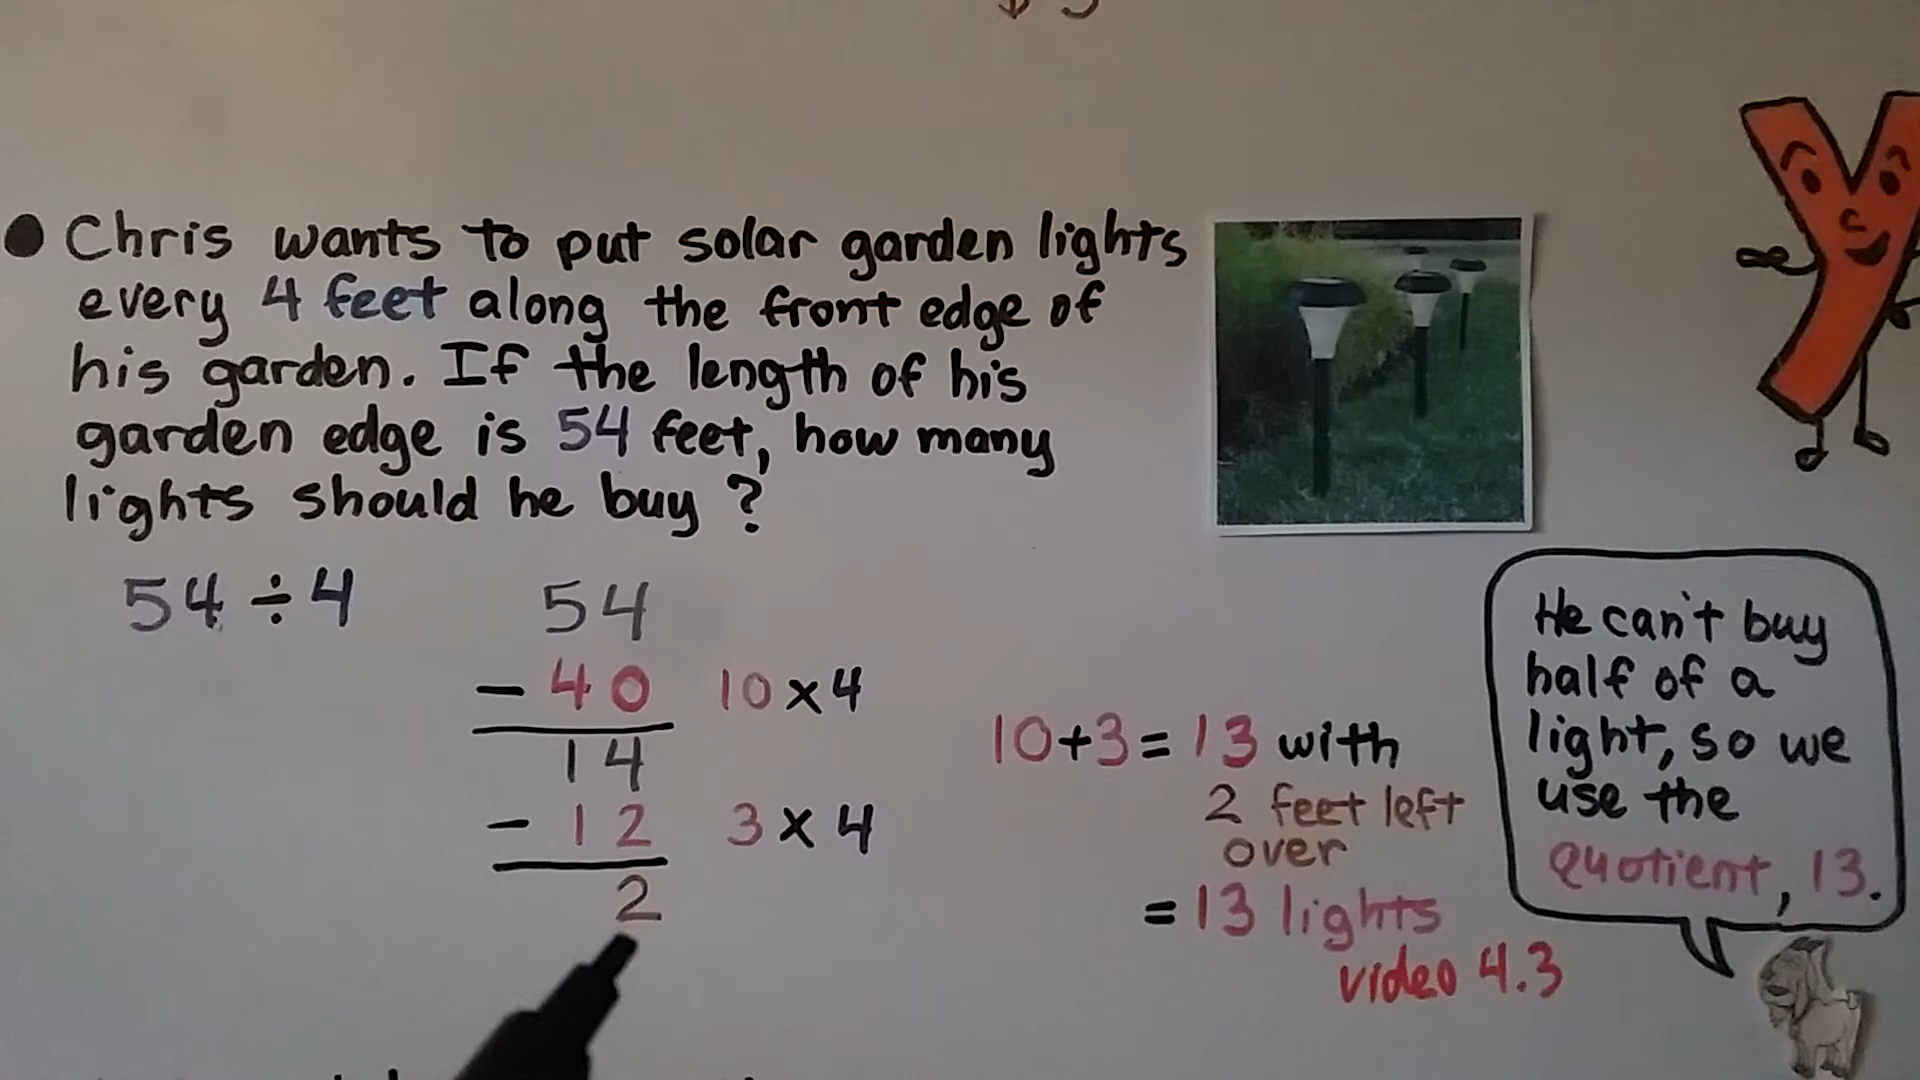 Chris wants to put solar garden lights
every 4 feet along the front edge of
his garden. If the length of his
garden edge is 54 feet, how many
lights should he buy?
54 ÷ 4
54
- 40 10 x 4
14
- 12 3 x 4
2
10 + 3 = 13 with
2 feet left
over
= 13 lights
video 4.3
He can't buy
half of a
light, so we
use the
quotient, 13.